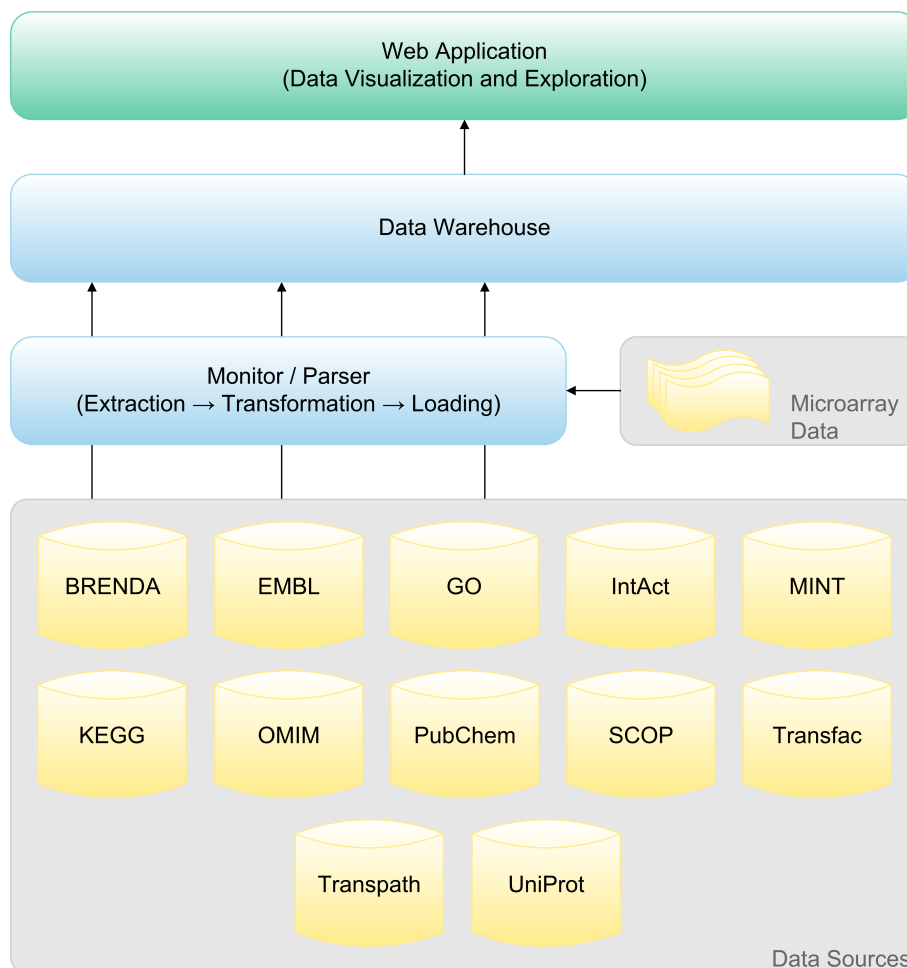 Web Application
(Data Visualization and Exploration)
Data Warehouse
Monitor / Parser
(Extraction → Transformation → Loading)
Microarray
Data
BRENDA
EMBL
GO
IntAct
MINT
KEGG
OMIM
PubChem
SCOP
Transfac
Transpath
UniProt
Data Sources